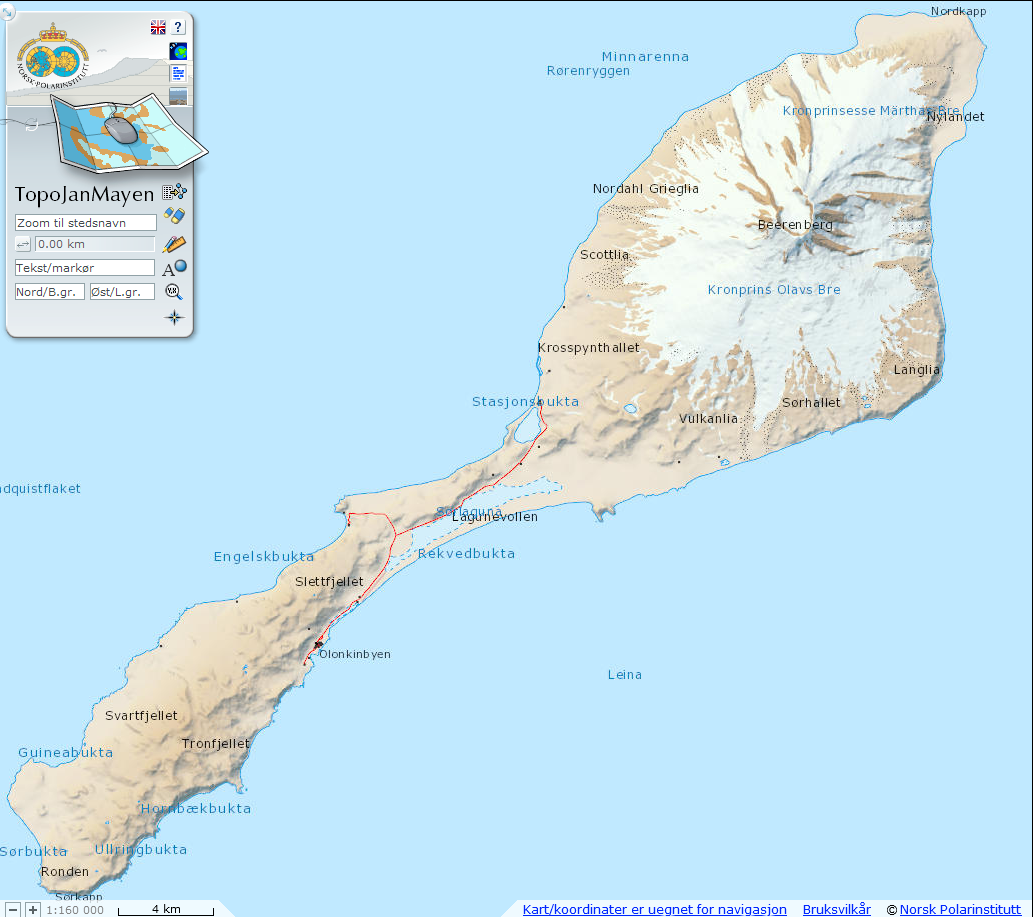 NORSK-POLARINSTITUTT
?
TopoJanMayen
Zoom til stedsnavn
0.00 km
Tekst/markør
A
Nord/B.gr.
Øst/L.gr.
Nordkapp
Minnarenna
Rørenryggen
Kronprinsesse Märthas Bre
Nylandet
Nordahl Grieglia
Beerenberg
Scottlia
Kronprins Olavs Bre
Krosspynthallet
Langlia
Stasjonsbukta
Sørhallet
Vulkanlia
ndquistflaket
Sørlaguna
Lagunevollen
Engelskbukta
Rekvedbukta
Slettfjellet
Olonkinbyen
Leina
Svartfjellet
Tronfjellet
Guineabukta
Hornbækbukta
Sørbukta
Ullringbukta
Ronden
Sørkapp
1:160 000
4 km
Kart/koordinater er uegnet for navigasjon
Bruksvilkår
© Norsk Polarinstitutt